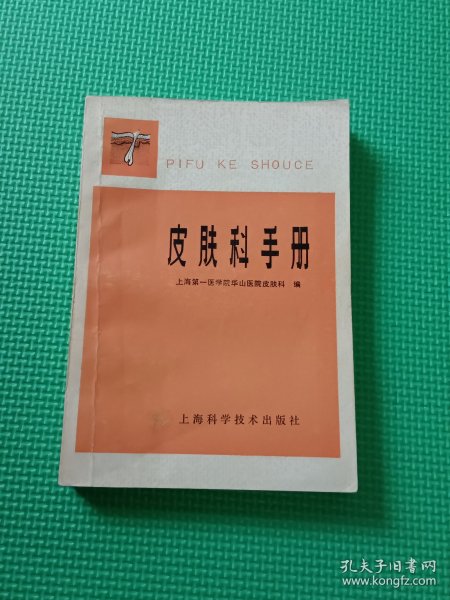 PIFU KE SHOUCE
皮肤科手册
上海第一医学院华山医院皮肤科 编
上海科学技术出版社
孔夫子旧书网
www.kongfz.com